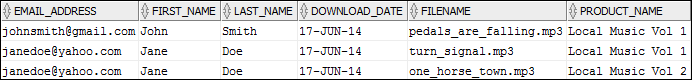 EMAIL_ADDRESS FIRST_NAME LAST_NAME DOWNLOAD_DATE FILENAME PRODUCT_NAME
johnsmith@gmail.com John Smith 17-JUN-14 pedals_are_falling.mp3 Local Music Vol 1
janedoe@yahoo.com Jane Doe 17-JUN-14 turn_signal.mp3 Local Music Vol 1
janedoe@yahoo.com Jane Doe 17-JUN-14 one_horse_town.mp3 Local Music Vol 2